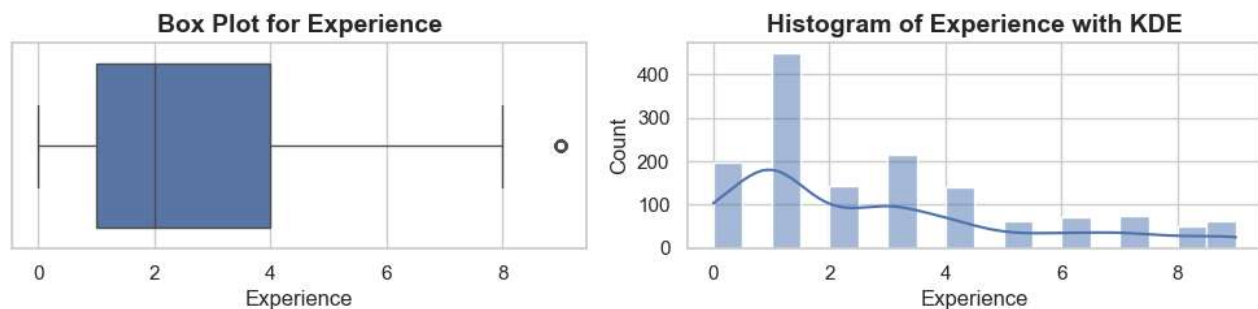 Box Plot for Experience
0 2 4 6 8
Experience
Histogram of Experience with KDE
400
300
200
100
0
Count
0 2 4 6 8
Experience